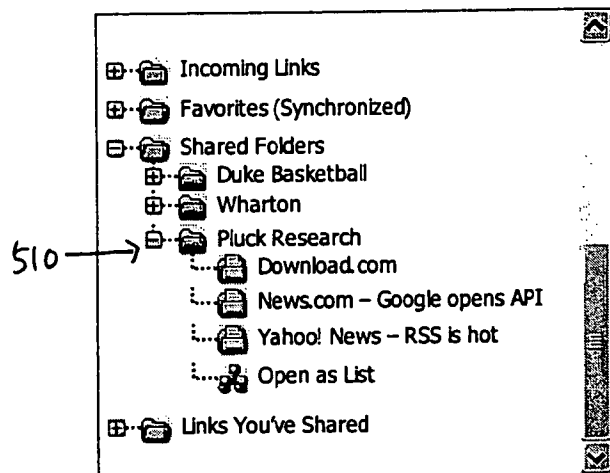 Incoming Links
Favorites (Synchronized)
Shared Folders
Duke Basketball
Wharton
510 Pluck Research
Download.com
News.com – Google opens API
Yahoo! News – RSS is hot
Open as List
Links You've Shared